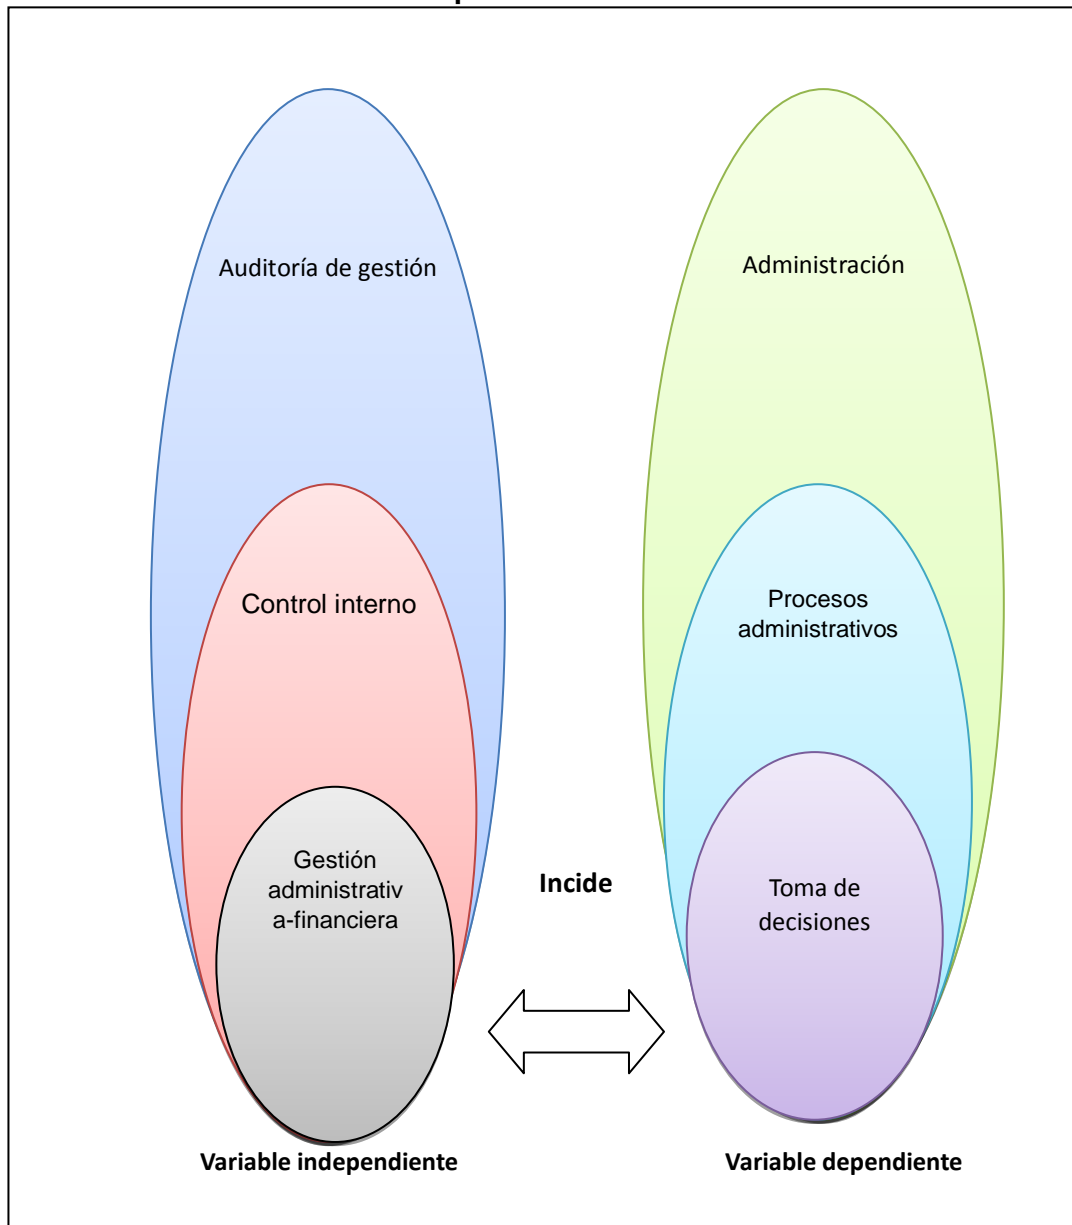 Auditoría de gestión
Administración
Control interno
Procesos
administrativos
Gestión
administrativ
a-financiera
Incide
Toma de
decisiones
Variable independiente
Variable dependiente